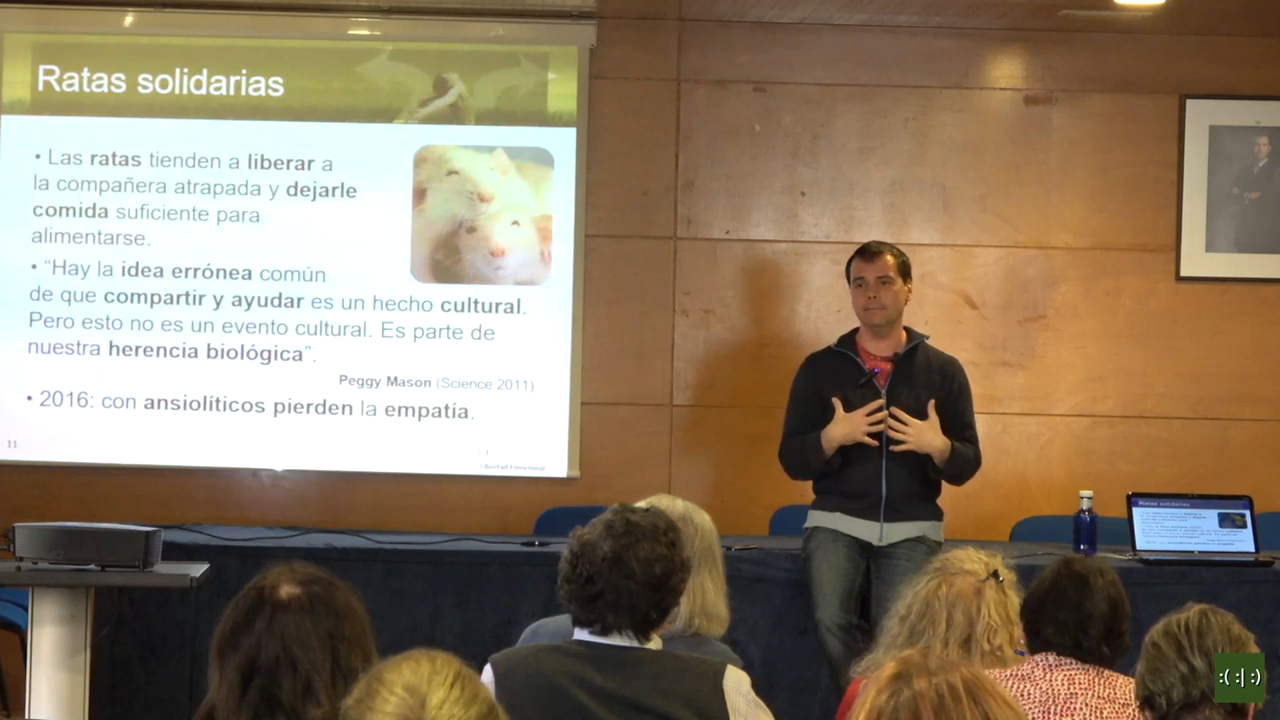 Ratas solidarias
• Las ratas tienden a liberar a
la compañera atrapada y dejarle
comida suficiente para
alimentarse.
• “Hay la idea errónea común
de que compartir y ayudar es un hecho cultural.
Pero esto no es un evento cultural. Es parte de
nuestra herencia biológica”.
Peggy Mason (Science 2011)
• 2016: con ansiolíticos pierden la empatía.
11
Libertad Emocional
Ratas solidarias
:( :| :)